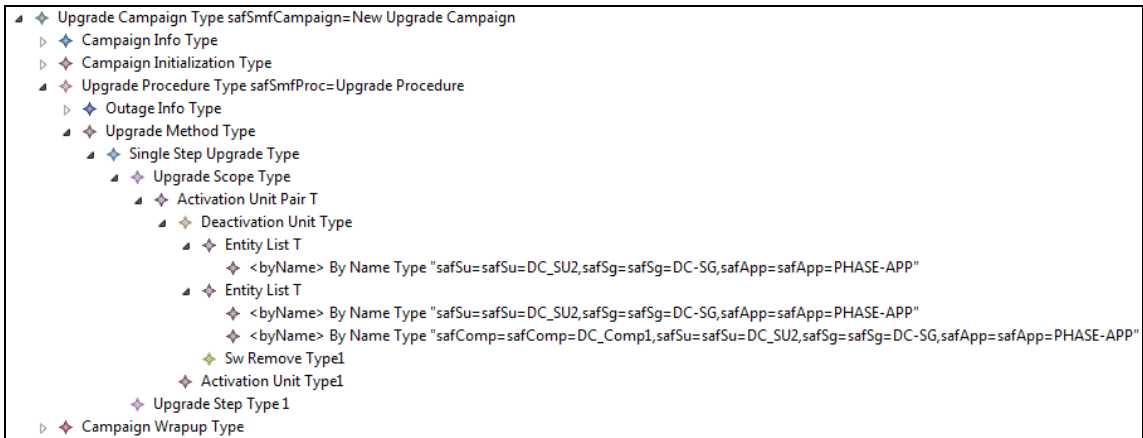 Upgrade Campaign Type safSmfCampaign=New Upgrade Campaign
Campaign Info Type
Campaign Initialization Type
Upgrade Procedure Type safSmfProc=Upgrade Procedure
Outage Info Type
Upgrade Method Type
Single Step Upgrade Type
Upgrade Scope Type
Activation Unit Pair T
Deactivation Unit Type
Entity List T
<byName> By Name Type "safSu=safSu=DC_SU2,safSg=safSg=DC-SG,safApp=safApp=PHASE-APP"
Entity List T
<byName> By Name Type "safSu=safSu=DC_SU2,safSg=safSg=DC-SG,safApp=safApp=PHASE-APP"
<byName> By Name Type "safComp=safComp=DC_Comp1,safSu=safSu=DC_SU2,safSg=safSg=DC-SG,safApp=safApp=PHASE-APP"
Sw Remove Type1
Activation Unit Type1
Upgrade Step Type 1
Campaign Wrapup Type